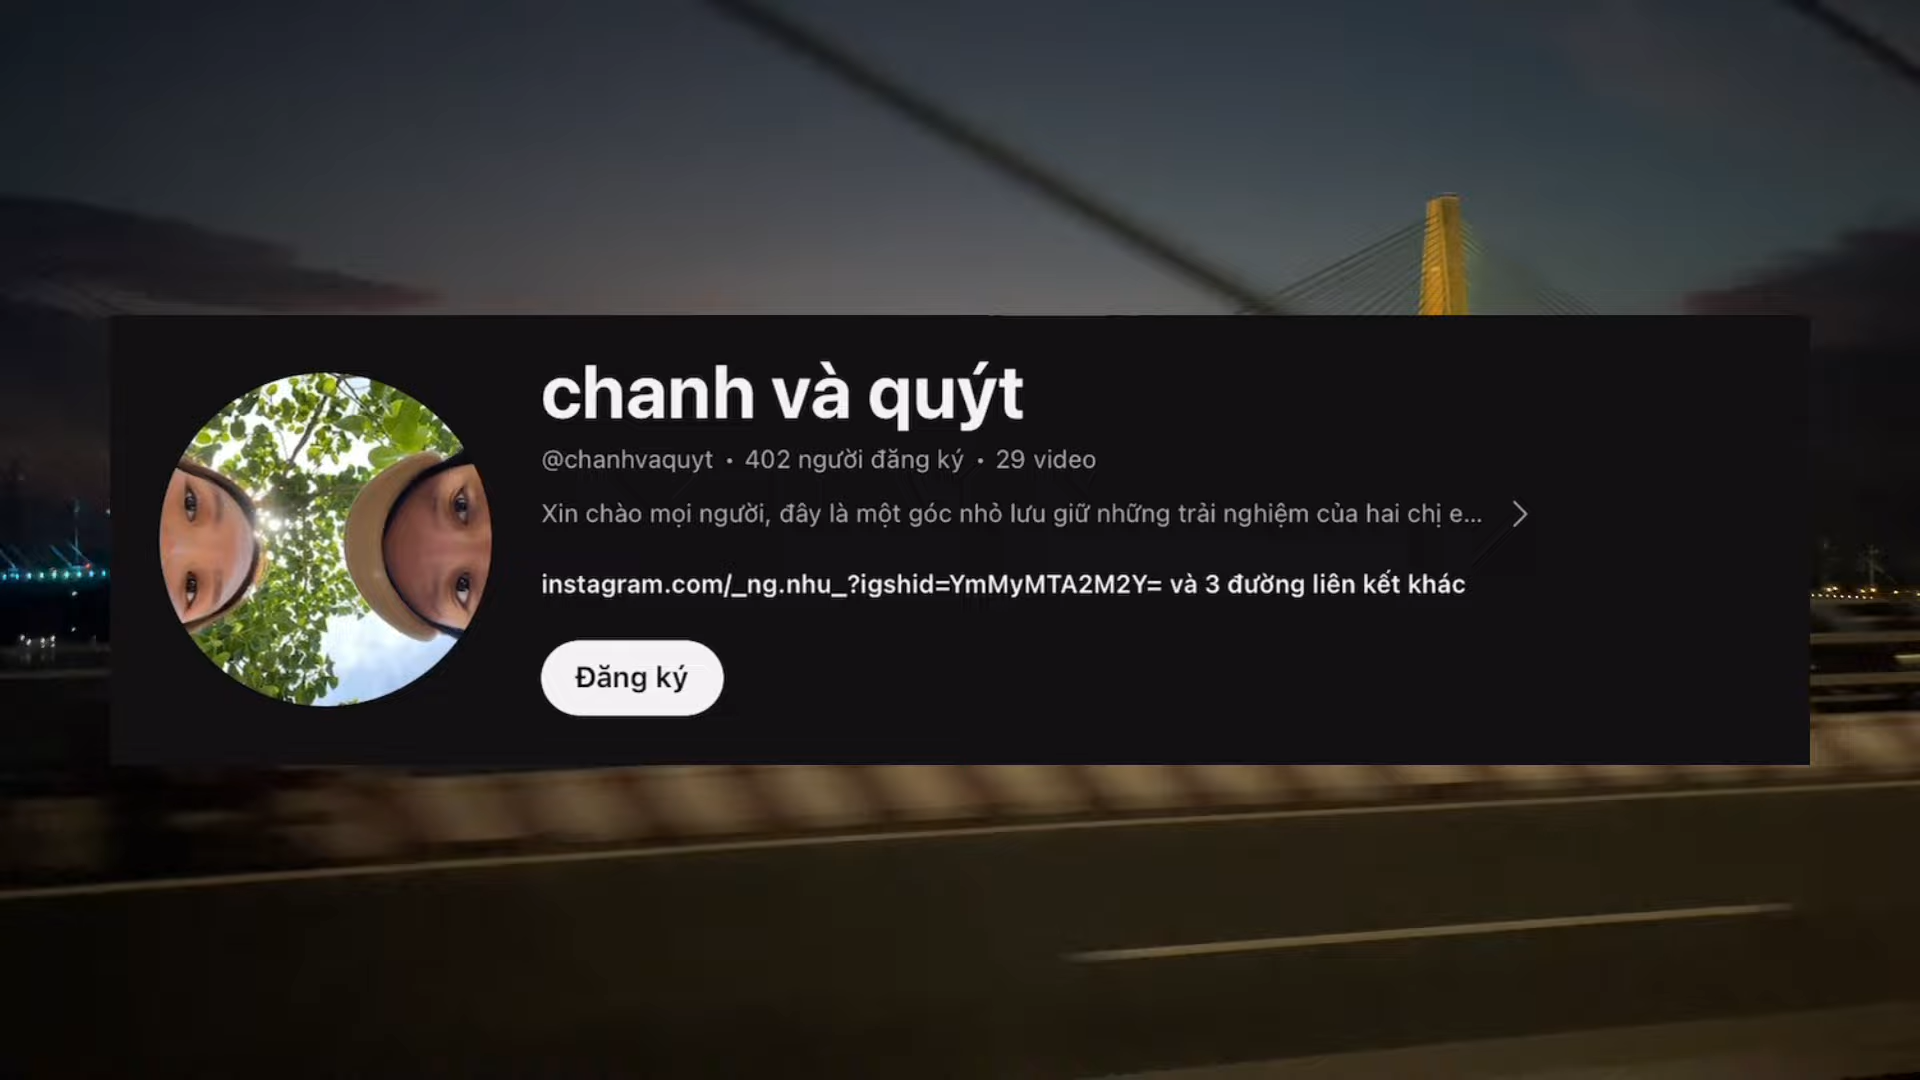 chanh và quýt
@chanhvaquyt • 402 người đăng ký • 29 video
Xin chào mọi người, đây là một góc nhỏ lưu giữ những trải nghiệm của hai chị e...
instagram.com/_ng.nhu_?igshid=YmMyMTA2M2Y= và 3 đường liên kết khác
Đăng ký